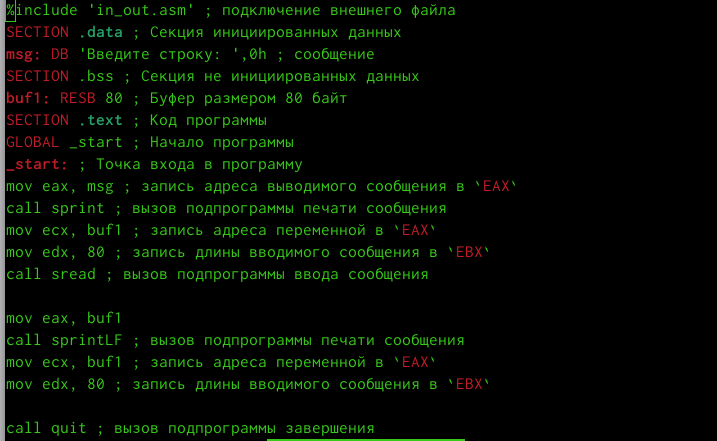 %include 'in_out.asm' ; подключение внешнего файла
SECTION .data ; Секция инициированных данных
msg: DB 'Введите строку: ',0h ; сообщение
SECTION .bss ; Секция не инициированных данных
buf1: RESB 80 ; Буфер размером 80 байт
SECTION .text ; Код программы
GLOBAL _start ; Начало программы
_start: ; Точка входа в программу
mov eax, msg ; запись адреса выводимого сообщения в `EAX`
call sprint ; вызов подпрограммы печати сообщения
mov ecx, buf1 ; запись адреса переменной в `EAX`
mov edx, 80 ; запись длины вводимого сообщения в `EBX`
call sread ; вызов подпрограммы ввода сообщения
mov eax, buf1
call sprintLF ; вызов подпрограммы печати сообщения
mov ecx, buf1 ; запись адреса переменной в `EAX`
mov edx, 80 ; запись длины вводимого сообщения в `EBX`
call quit ; вызов подпрограммы завершения